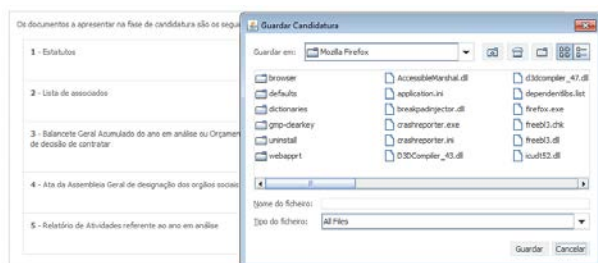 Os documentos a apresentar na fase de candidatura são os segui
1 - Estatutos
2 - Lista de associados
3 - Balancete Geral Acumulado do ano em análise ou Orçamen
de decisão de contratar
4 - Ata da Assembleia Geral de designação dos orgãos sociais
5 - Relatório de Atividades referente ao ano em análise
Guardar Candidatura
Guardar em: Mozilla Firefox
browser AccessibleMarshal.dll d3dcompiler_47.dll
defaults application.ini dependentlibs.list
dictionaries breakpadinjector.dll firefox.exe
gmp-clearkey crashreporter.exe freebl3.chk
uninstall crashreporter.ini freebl3.dll
webapprt D3DCompiler_43.dll icudt52.dll
Nome do ficheiro:
Tipo do ficheiro: All Files
Guardar Cancelar